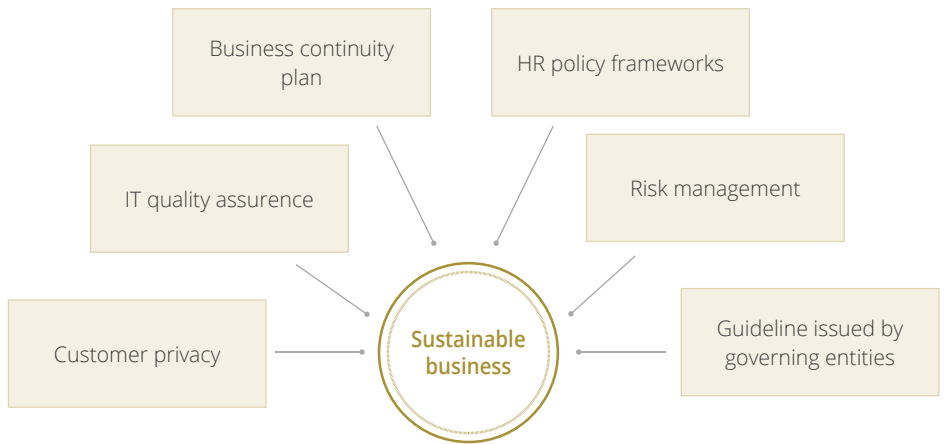 Business continuity
plan
HR policy frameworks
IT quality assurence
Risk management
Customer privacy
Sustainable
business
Guideline issued by
governing entities